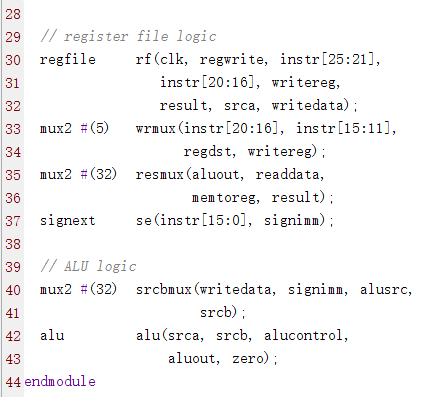 28
29 // register file logic
30 regfile rf(clk, regwrite, instr[25:21],
31 instr[20:16], writereg,
32 result, srca, writedata);
33 mux2 #(5) wrmux(instr[20:16], instr[15:11],
34 regdst, writereg);
35 mux2 #(32) resmux(aluout, readdata,
36 memtoreg, result);
37 signext se(instr[15:0], signimm);
38
39 // ALU logic
40 mux2 #(32) srcbmux(writedata, signimm, alusrc,
41 srcb);
42 alu alu(srca, srcb, alucontrol,
43 aluout, zero);
44 endmodule